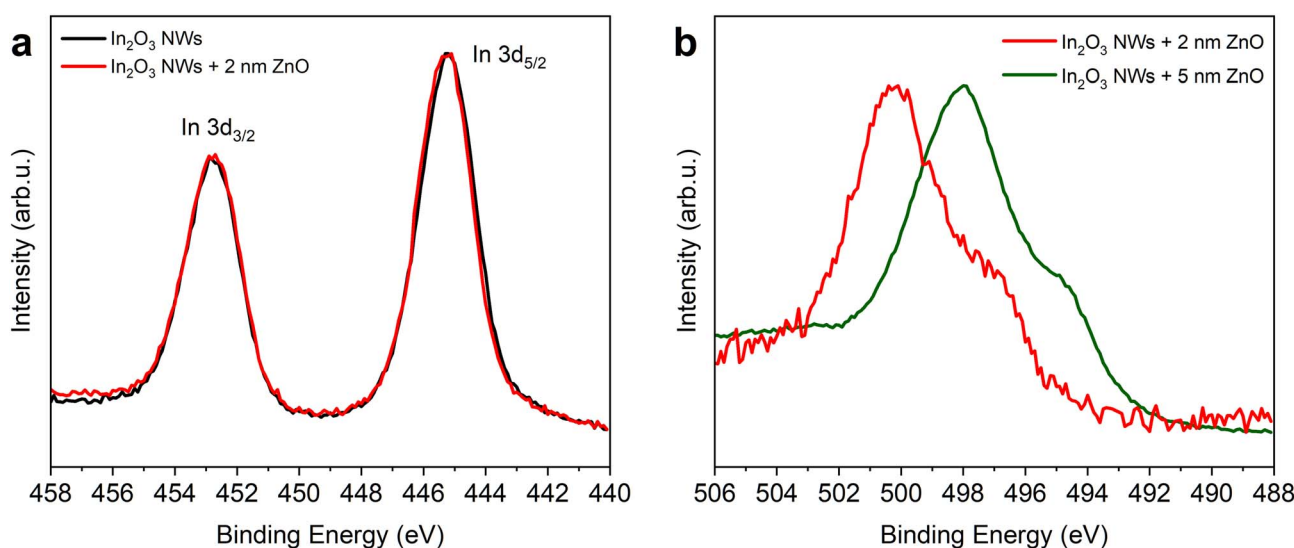 a
In₂O₃ NWs
In₂O₃ NWs + 2 nm ZnO
In 3d₃/₂
In 3d₅/₂
Intensity (arb.u.)
458 456 454 452 450 448 446 444 442 440
Binding Energy (eV)
b
In₂O₃ NWs + 2 nm ZnO
In₂O₃ NWs + 5 nm ZnO
Intensity (arb.u.)
506 504 502 500 498 496 494 492 490 488
Binding Energy (eV)